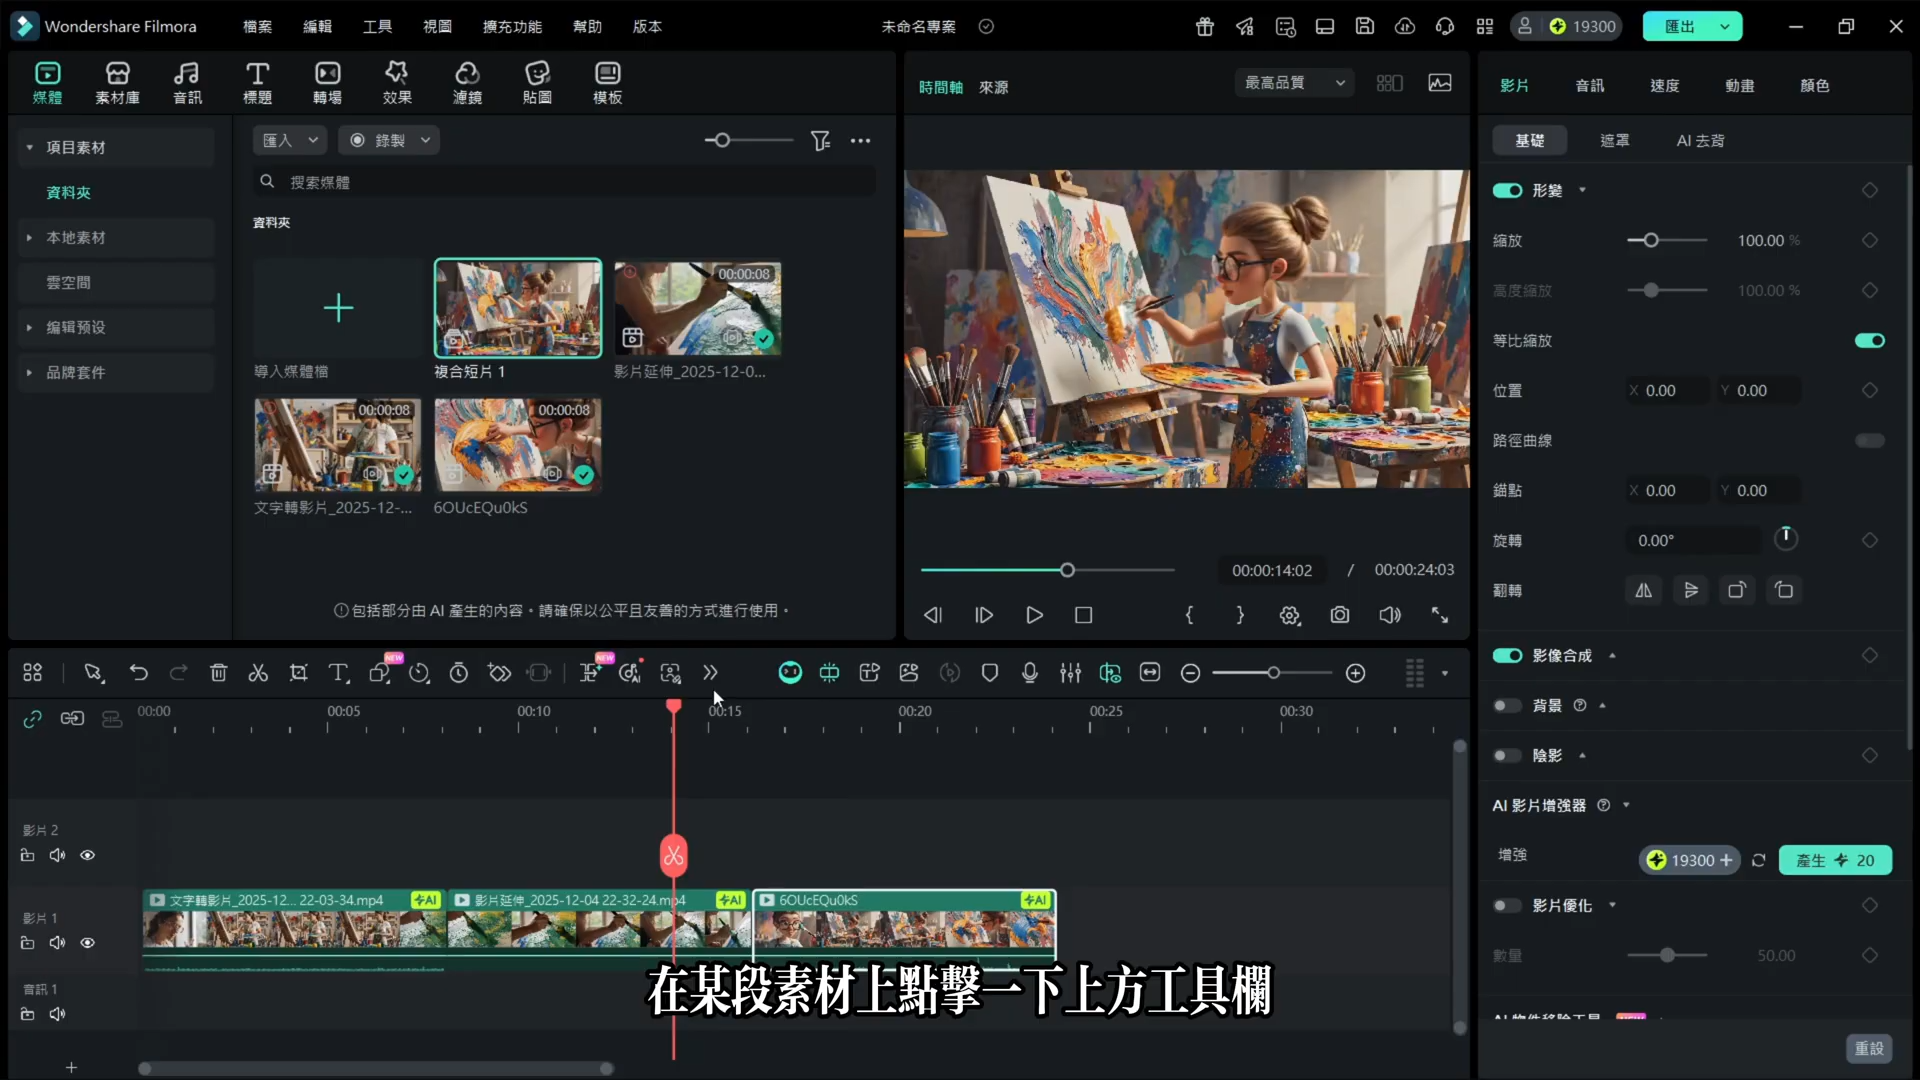 Wondershare Filmora
檔案
編輯
工具
視圖
擴充功能
幫助
版本
未命名專案
19300
匯出
媒體
素材庫
音訊
標題
轉場
效果
濾鏡
貼圖
模板
項目素材
資料夾
本地素材
雲空間
编辑预设
品牌套件
匯入
錄製
搜索媒體
資料夾
導入媒體檔
複合短片 1
00:00:08
影片延伸_2025-12-0...
00:00:08
文字轉影片_2025-12-...
00:00:08
6OUcEQu0kS
包括部分由 AI 產生的內容。請確保以公平且友善的方式進行使用。
時間軸
來源
最高品質
00:00:14:02
/
00:00:24:03
影片
音訊
速度
動畫
顏色
基礎
遮罩
AI 去背
形變
縮放
100.00 %
高度縮放
100.00 %
等比縮放
位置
X 0.00
Y 0.00
路徑曲線
錨點
X 0.00
Y 0.00
旋轉
0.00°
翻轉
影像合成
背景
陰影
AI 影片增強器
增強
19300
產生 20
影片優化
數量
50.00
NEW
重設
NEW
NEW
00:00
00:05
00:10
00:15
00:20
00:25
00:30
影片 2
影片 1
音訊 1
文字轉影片_2025-12... 22-03-34.mp4
AI
影片延伸_2025-12-04 22-32-24.mp4
AI
6OUcEQu0kS
AI
在某段素材上點擊一下上方工具欄